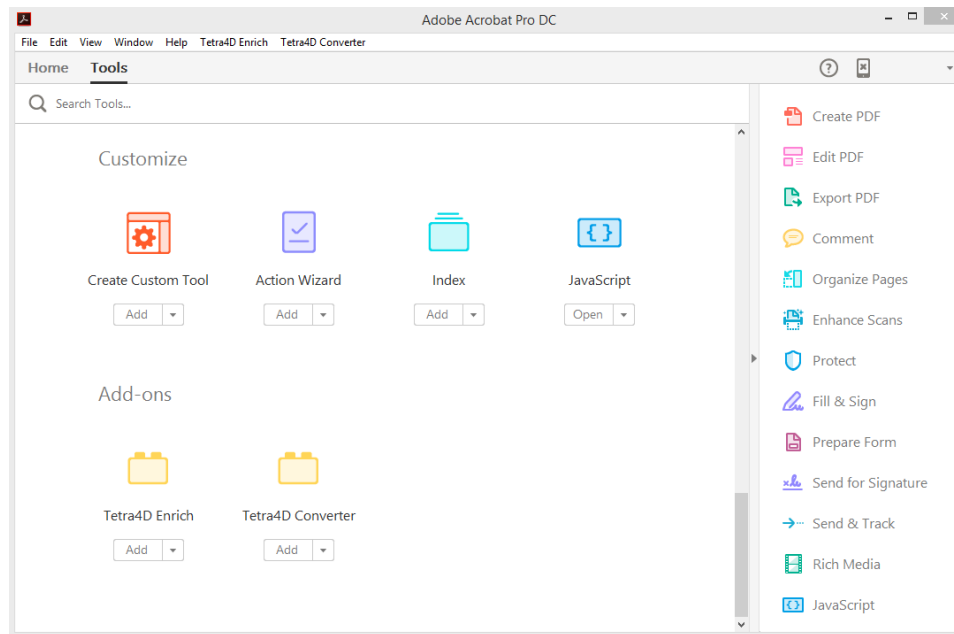 Adobe Acrobat Pro DC
File Edit View Window Help Tetra4D Enrich Tetra4D Converter
Home Tools
Search Tools...
Customize
Create Custom Tool Action Wizard Index JavaScript
Add Add Add Open
Add-ons
Tetra4D Enrich Tetra4D Converter
Add Add
Create PDF
Edit PDF
Export PDF
Comment
Organize Pages
Enhance Scans
Protect
Fill & Sign
Prepare Form
Send for Signature
Send & Track
Rich Media
JavaScript